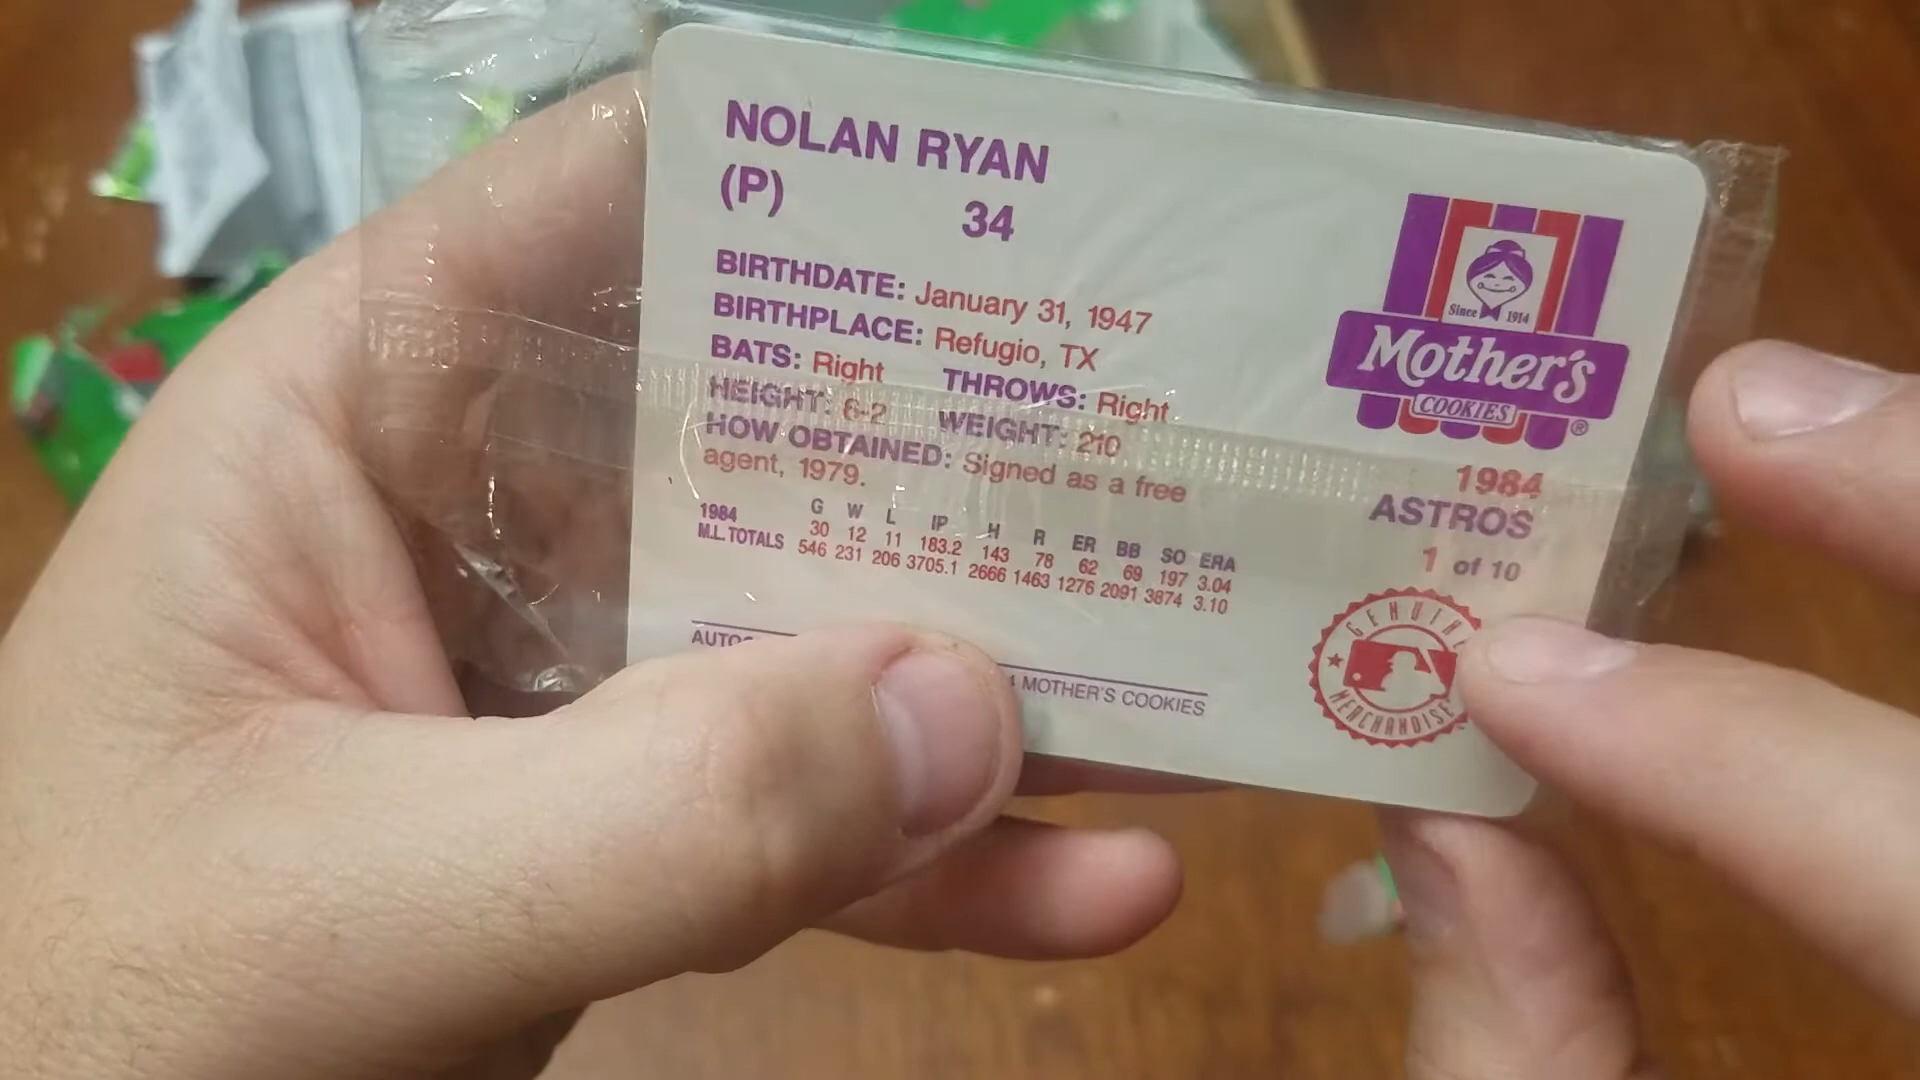 NOLAN RYAN
(P) 34
BIRTHDATE: January 31, 1947
BIRTHPLACE: Refugio, TX
BATS: Right THROWS: Right
HEIGHT: 6-2 WEIGHT: 210
HOW OBTAINED: Signed as a free
agent, 1979.
G W L IP H R ER BB SO ERA
1984 30 12 11 183.2 143 78 62 69 197 3.04
M.L. TOTALS 546 231 206 3705.1 2666 1463 1276 2091 3874 3.10
MOTHER'S COOKIES
Since 1914
Mother's
COOKIES
®
1984
ASTROS
1 of 10
GENUINE
MERCHANDISE